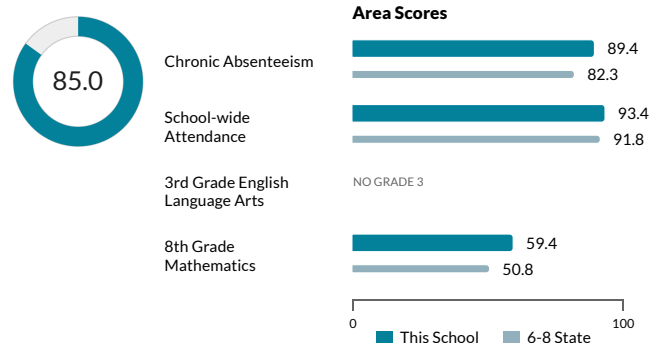 85.0
Area Scores
Chronic Absenteeism
89.4
82.3
School-wide
Attendance
93.4
91.8
3rd Grade English
Language Arts
NO GRADE 3
8th Grade
Mathematics
59.4
50.8
0
100
This School
6-8 State